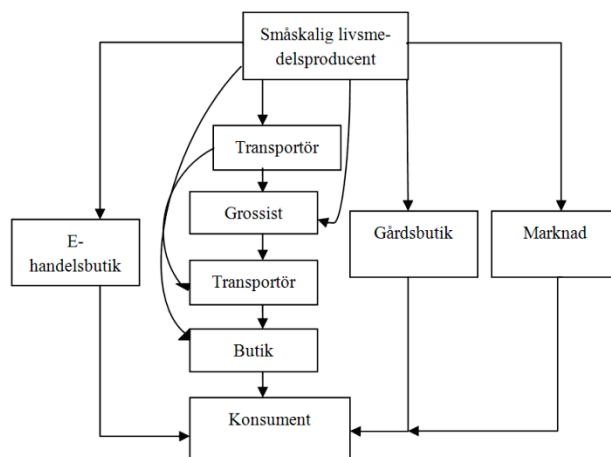 Småskalig livsme-
delsproducent
Transportör
Grossist
E-
handelsbutik
Gårdsbutik
Marknad
Transportör
Butik
Konsument